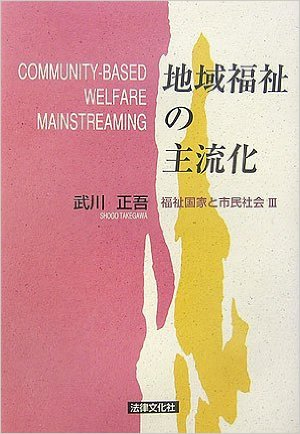 COMMUNITY-BASED
WELFARE
MAINSTREAMING
地域福祉
の
主流化
武川 正吾
SHOGO TAKEGAWA
福祉国家と市民社会 III
法律文化社